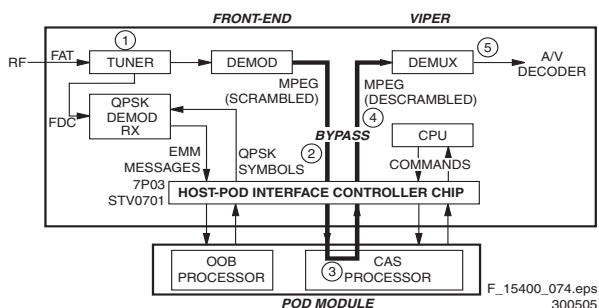 FRONT-END
VIPER
1
5
RF
FAT
TUNER
DEMOD
DEMUX
A/V
DECODER
MPEG
(SCRAMBLED)
MPEG
(DESCRAMBLED)
FDC
QPSK
DEMOD
RX
4
BYPASS
2
CPU
EMM
MESSAGES
QPSK
SYMBOLS
COMMANDS
7P03
STV0701
HOST-POD INTERFACE CONTROLLER CHIP
OOB
PROCESSOR
3
CAS
PROCESSOR
POD MODULE
F_15400_074.eps
300505